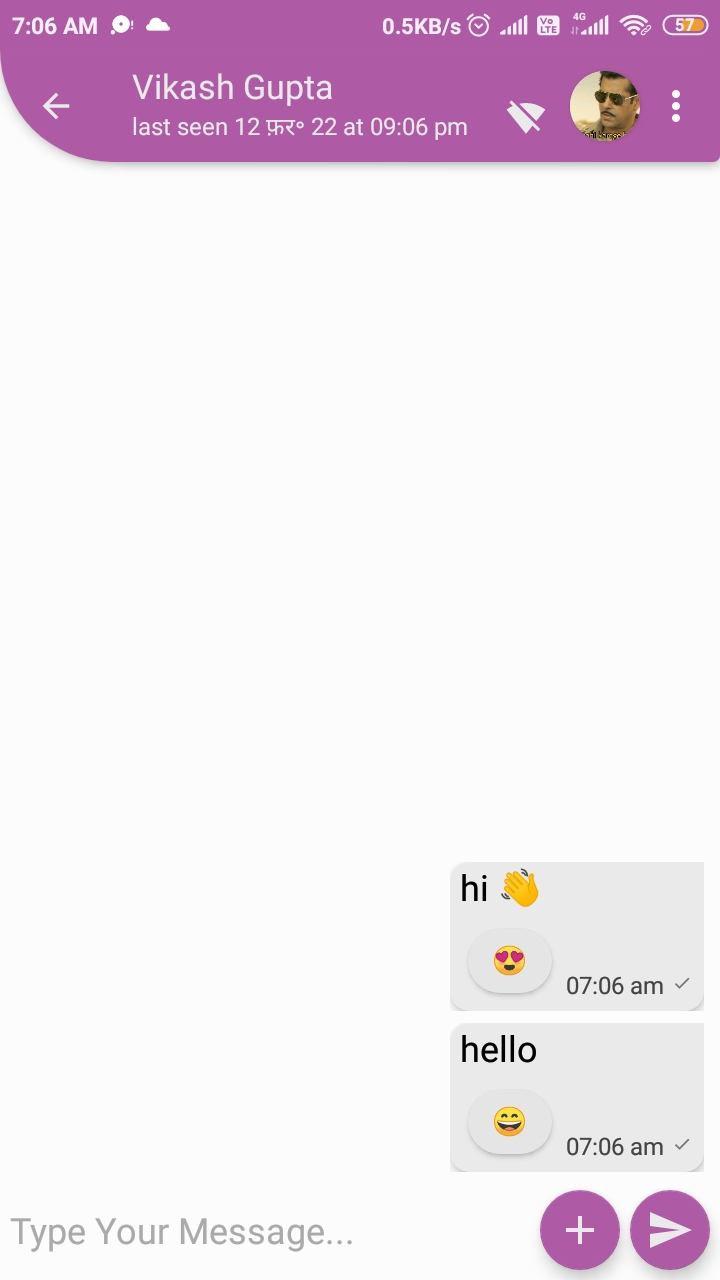 7:06 AM 0.5KB/s VoLTE 4G 57
Vikash Gupta
last seen 12 फ़र॰ 22 at 09:06 pm
hi 👋
😍 07:06 am ✓
hello
😄 07:06 am ✓
Type Your Message...